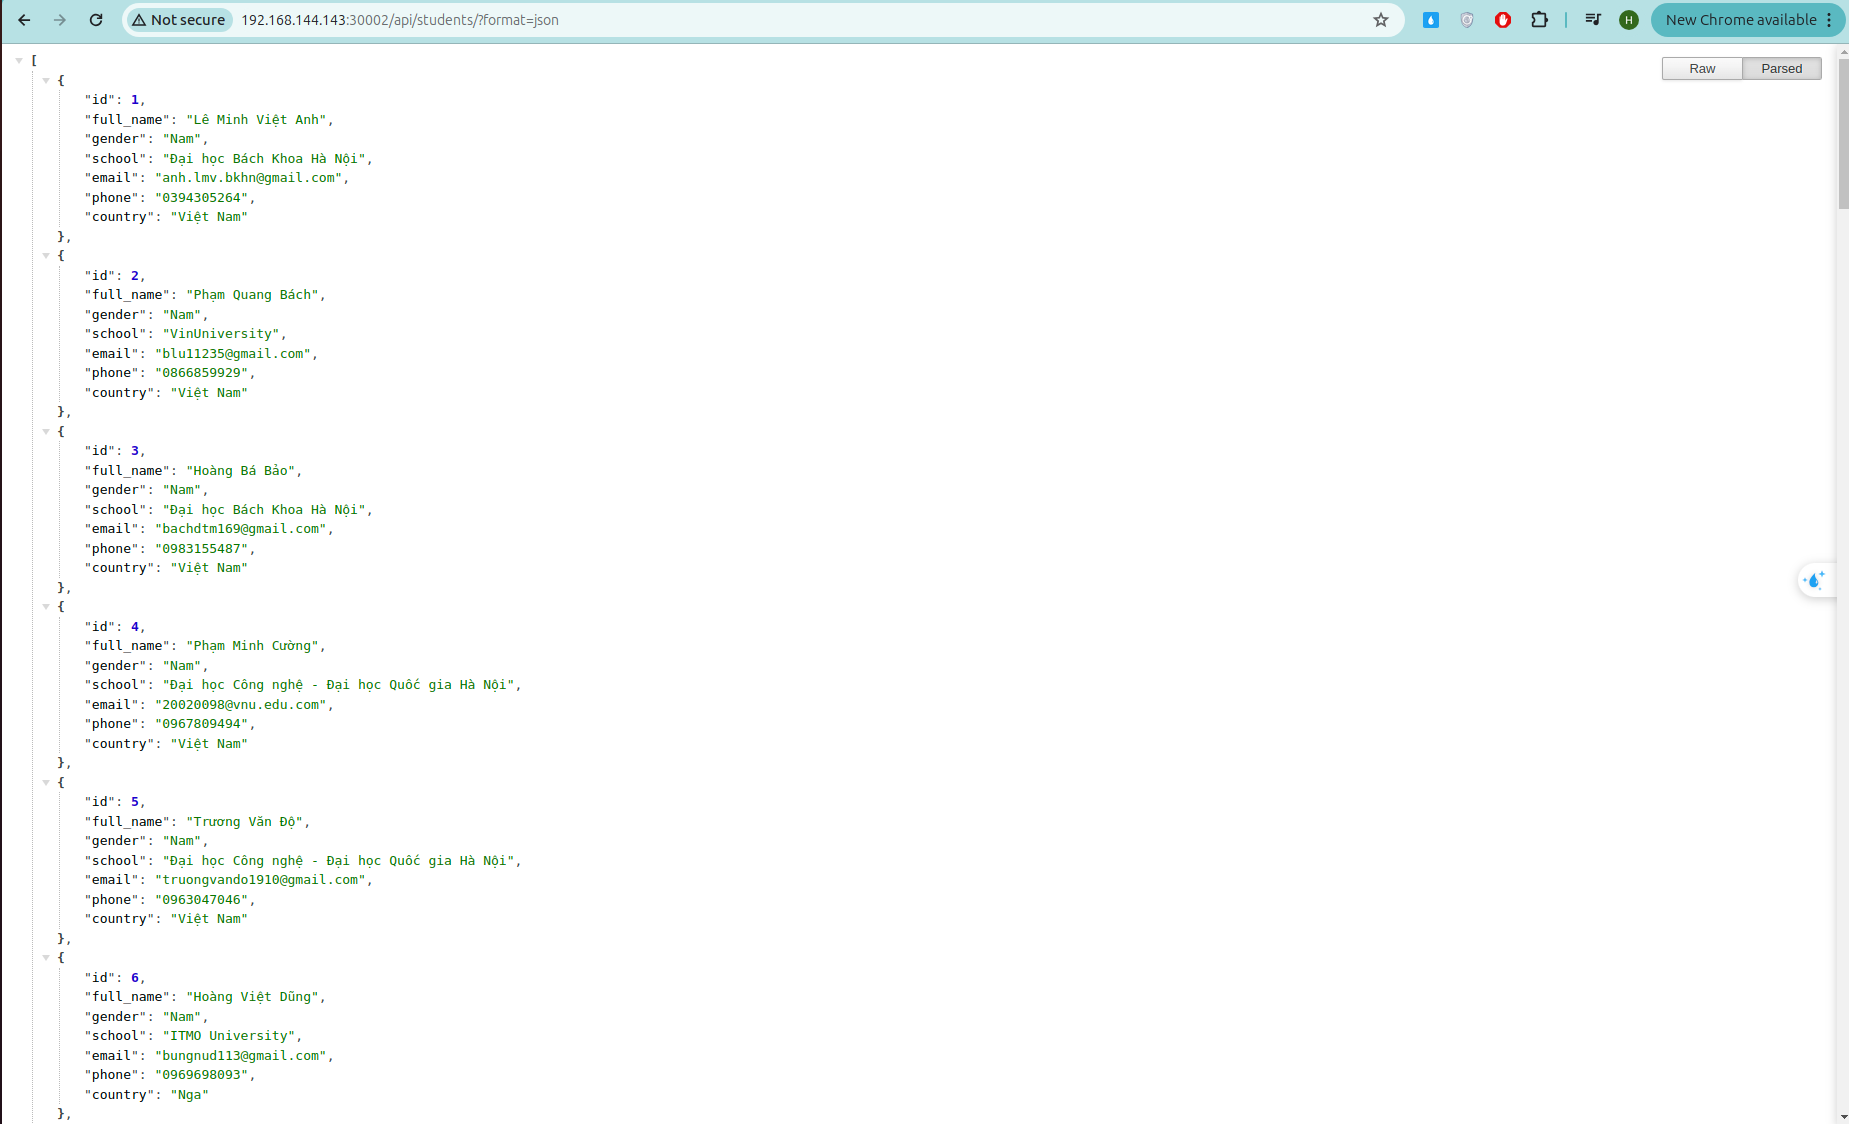 Not secure 192.168.144.143:30002/api/students/?format=json H New Chrome available
Raw Parsed
[
{
"id": 1,
"full_name": "Lê Minh Việt Anh",
"gender": "Nam",
"school": "Đại học Bách Khoa Hà Nội",
"email": "anh.lmv.bkhn@gmail.com",
"phone": "0394305264",
"country": "Việt Nam"
},
{
"id": 2,
"full_name": "Phạm Quang Bách",
"gender": "Nam",
"school": "VinUniversity",
"email": "blu11235@gmail.com",
"phone": "0866859929",
"country": "Việt Nam"
},
{
"id": 3,
"full_name": "Hoàng Bá Bảo",
"gender": "Nam",
"school": "Đại học Bách Khoa Hà Nội",
"email": "bachdtm169@gmail.com",
"phone": "0983155487",
"country": "Việt Nam"
},
{
"id": 4,
"full_name": "Phạm Minh Cường",
"gender": "Nam",
"school": "Đại học Công nghệ - Đại học Quốc gia Hà Nội",
"email": "20020098@vnu.edu.com",
"phone": "0967809494",
"country": "Việt Nam"
},
{
"id": 5,
"full_name": "Trương Văn Độ",
"gender": "Nam",
"school": "Đại học Công nghệ - Đại học Quốc gia Hà Nội",
"email": "truongvando1910@gmail.com",
"phone": "0963047046",
"country": "Việt Nam"
},
{
"id": 6,
"full_name": "Hoàng Việt Dũng",
"gender": "Nam",
"school": "ITMO University",
"email": "bungnud113@gmail.com",
"phone": "0969698093",
"country": "Nga"
},